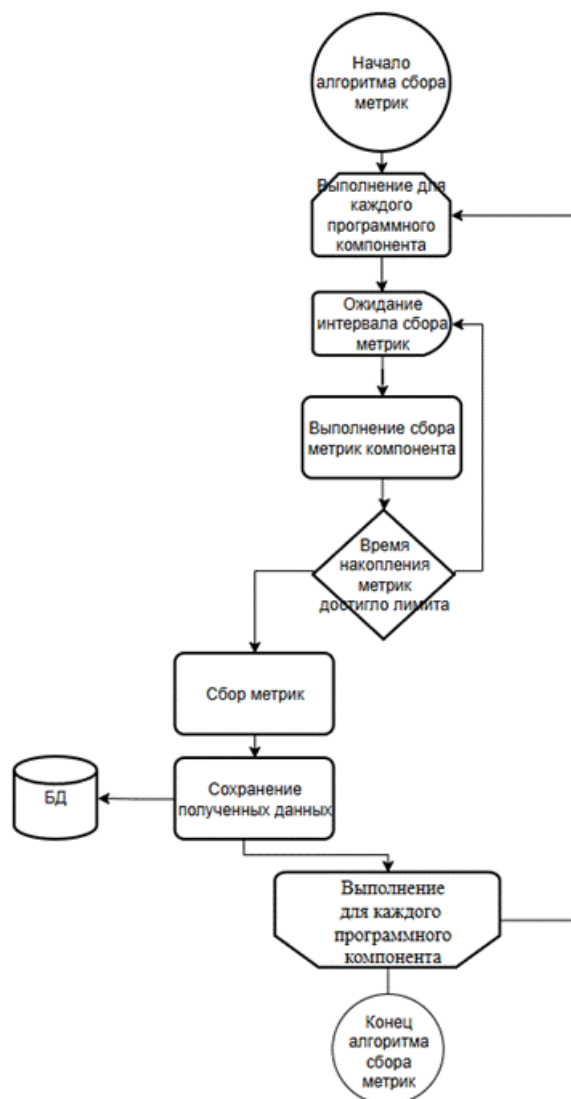 Начало
алгоритма сбора
метрик
Выполнение для
каждого
программного
компонента
Ожидание
интервала сбора
метрик
Выполнение сбора
метрик компонента
Время
накопления
метрик
достигло лимита
Сбор метрик
БД
Сохранение
полученных данных
Выполнение
для каждого
программного
компонента
Конец
алгоритма
сбора
метрик